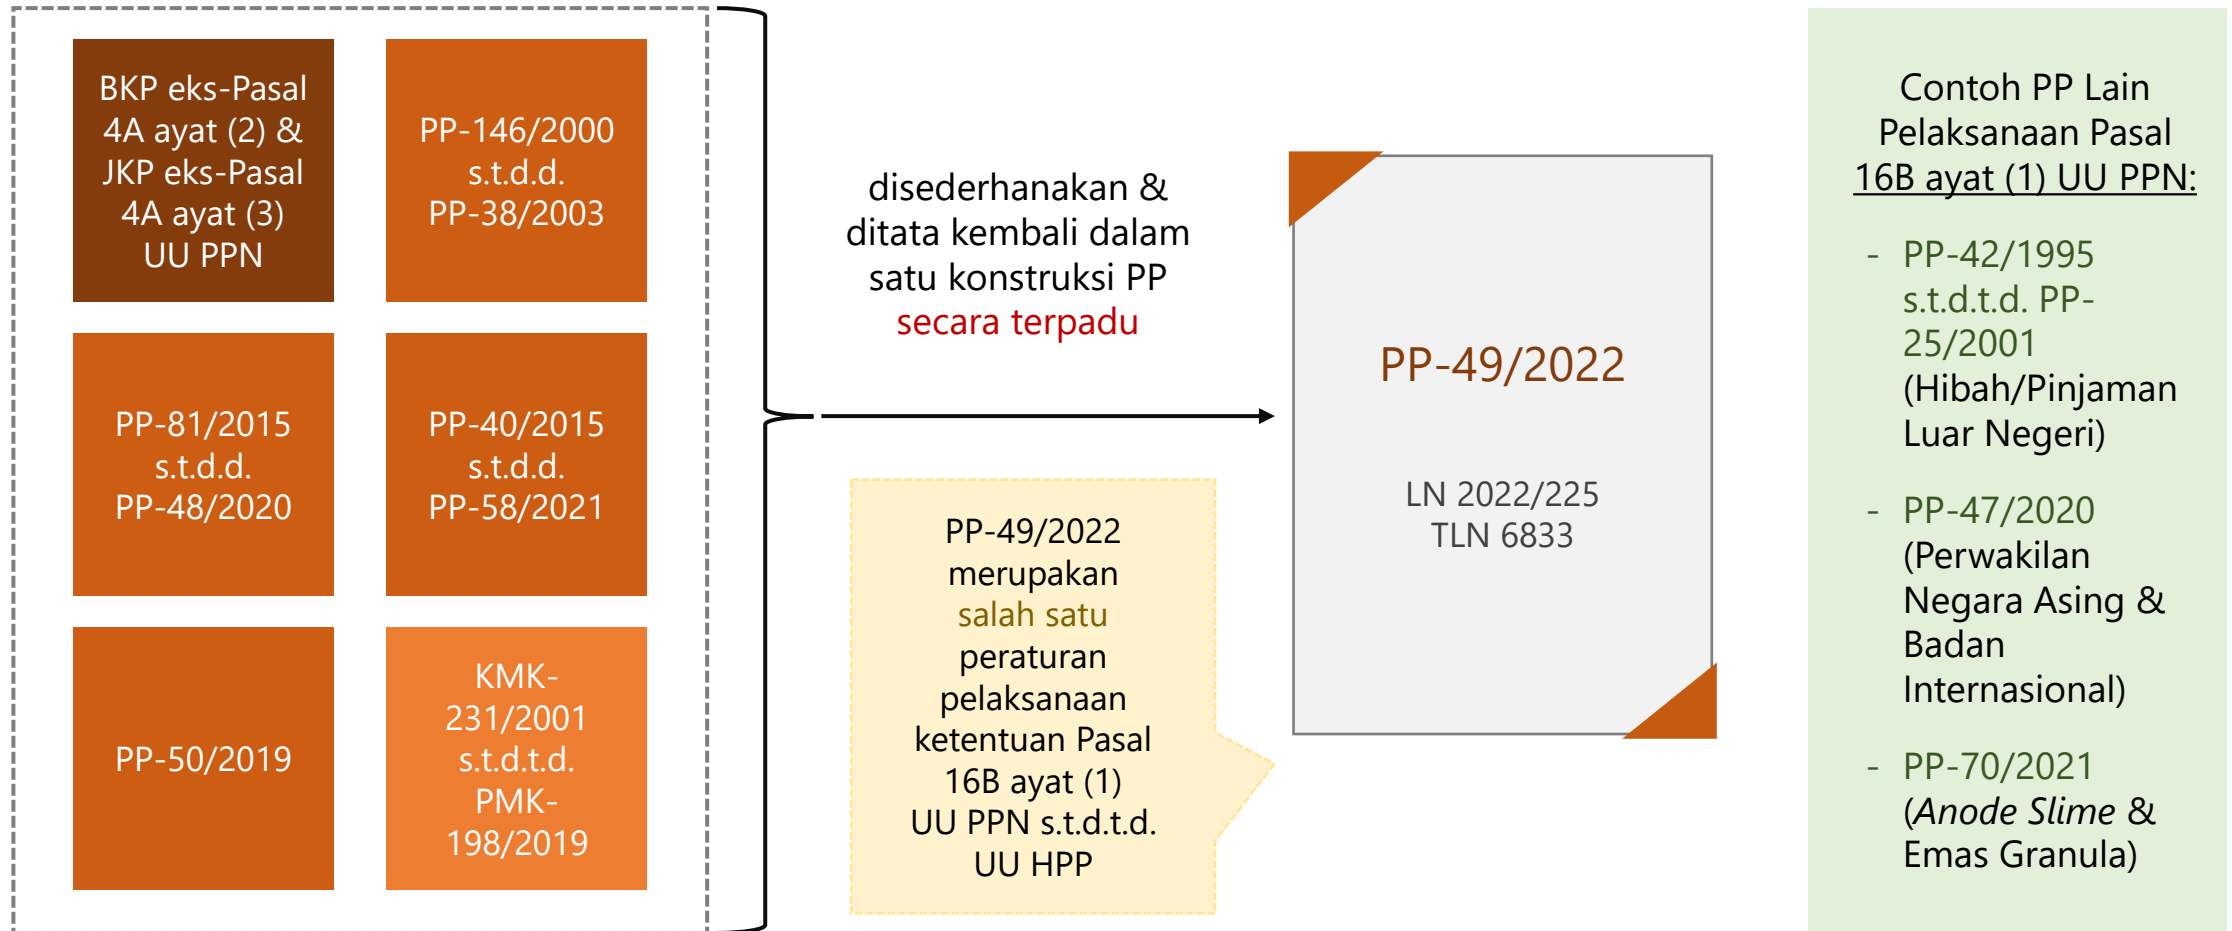 BKP eks-Pasal
4A ayat (2) &
JKP eks-Pasal
4A ayat (3)
UU PPN
PP-146/2000
s.t.d.d.
PP-38/2003
PP-81/2015
s.t.d.d.
PP-48/2020
PP-40/2015
s.t.d.d.
PP-58/2021
PP-50/2019
KMK-
231/2001
s.t.d.t.d.
PMK-
198/2019
disederhanakan &
ditata kembali dalam
satu konstruksi PP
secara terpadu
PP-49/2022
merupakan
salah satu
peraturan
pelaksanaan
ketentuan Pasal
16B ayat (1)
UU PPN s.t.d.t.d.
UU HPP
PP-49/2022
LN 2022/225
TLN 6833
Contoh PP Lain
Pelaksanaan Pasal
16B ayat (1) UU PPN:
- PP-42/1995
s.t.d.t.d. PP-
25/2001
(Hibah/Pinjaman
Luar Negeri)
- PP-47/2020
(Perwakilan
Negara Asing &
Badan
Internasional)
- PP-70/2021
(Anode Slime &
Emas Granula)